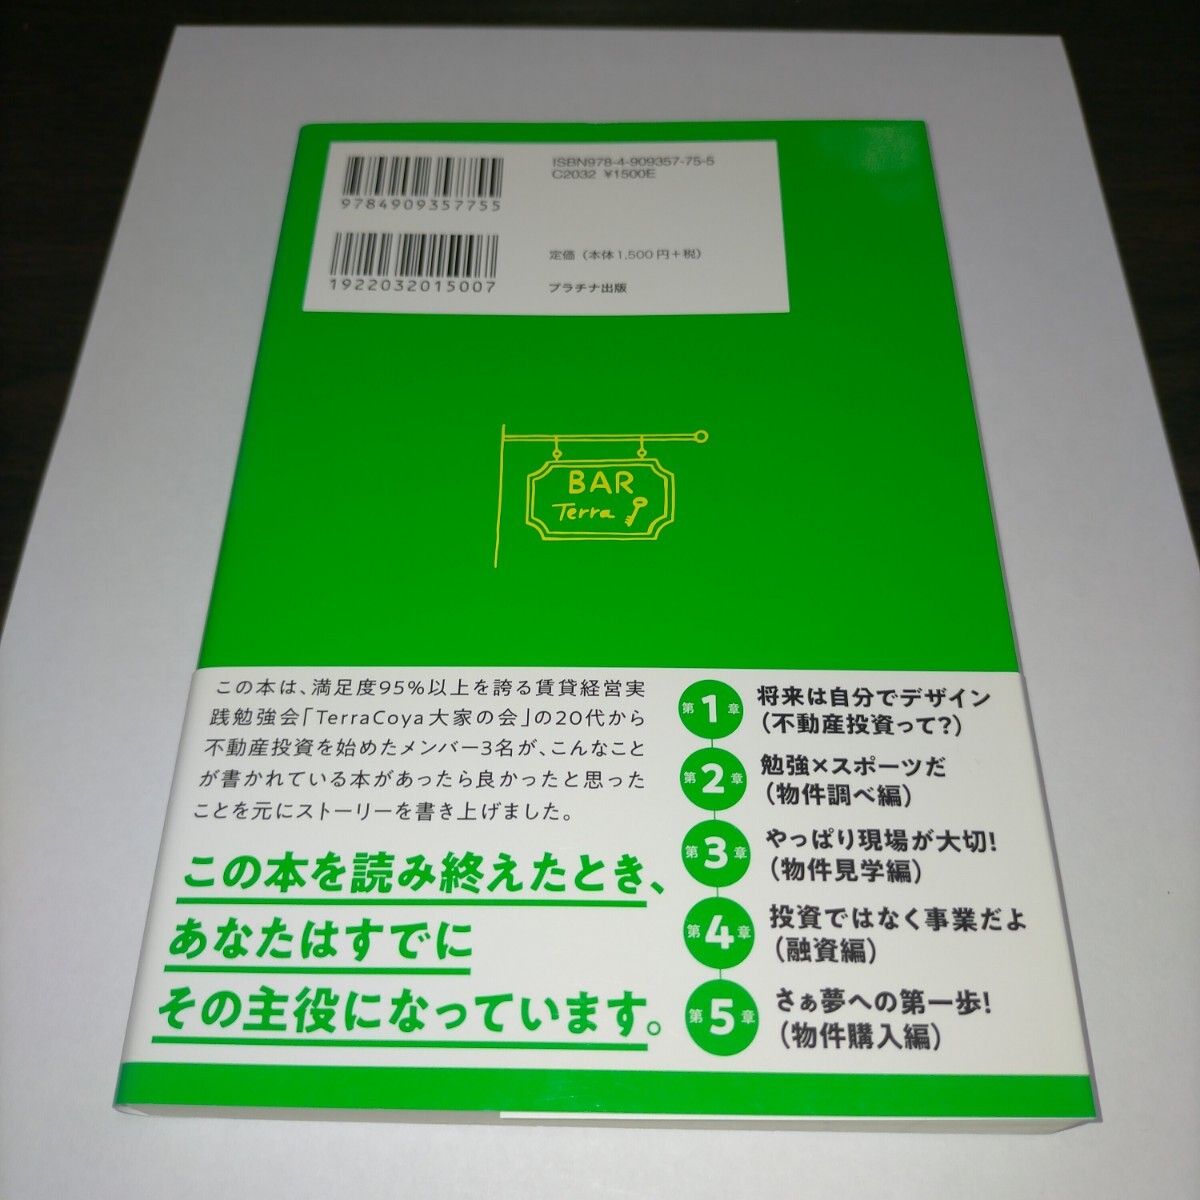 ISBN978-4-909357-75-5
C2032 ¥1500E
9784909357755
定価（本体1,500円＋税）
1922032015007
プラチナ出版
BAR
Terra
この本は、満足度95%以上を誇る賃貸経営実
践勉強会「TerraCoya大家の会」の20代から
不動産投資を始めたメンバー3名が、こんなこと
が書かれている本があったら良かったと思った
ことを元にストーリーを書き上げました。
この本を読み終えたとき、
あなたはすでに
その主役になっています。
第1章 将来は自分でデザイン
（不動産投資って？）
第2章 勉強×スポーツだ
（物件調べ編）
第3章 やっぱり現場が大切！
（物件見学編）
第4章 投資ではなく事業だよ
（融資編）
第5章 さぁ夢への第一歩！
（物件購入編）